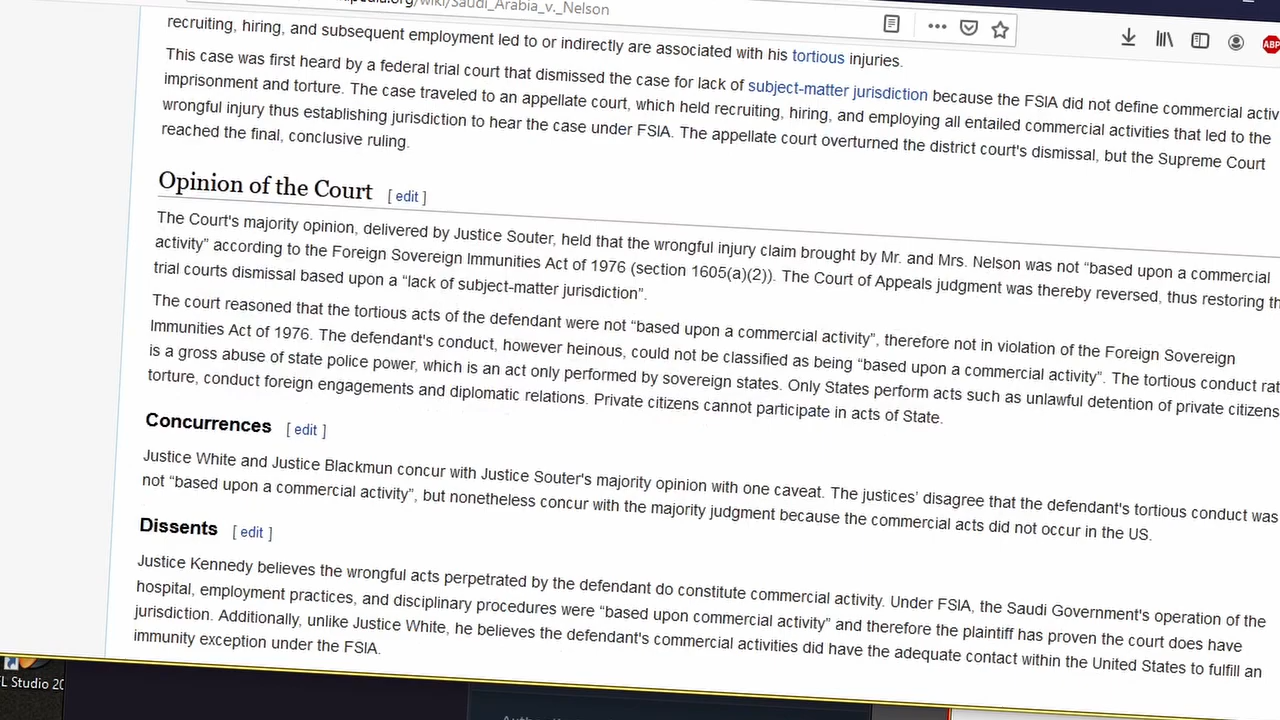 wiki/Saudi_Arabia_v._Nelson
recruiting, hiring, and subsequent employment led to or indirectly are associated with his tortious injuries.
This case was first heard by a federal trial court that dismissed the case for lack of subject-matter jurisdiction because the FSIA did not define commercial activ
imprisonment and torture. The case traveled to an appellate court, which held recruiting, hiring, and employing all entailed commercial activities that led to the
wrongful injury thus establishing jurisdiction to hear the case under FSIA. The appellate court overturned the district court's dismissal, but the Supreme Court
reached the final, conclusive ruling.
Opinion of the Court [ edit ]
The Court's majority opinion, delivered by Justice Souter, held that the wrongful injury claim brought by Mr. and Mrs. Nelson was not “based upon a commercial
activity” according to the Foreign Sovereign Immunities Act of 1976 (section 1605(a)(2)). The Court of Appeals judgment was thereby reversed, thus restoring th
trial courts dismissal based upon a “lack of subject-matter jurisdiction”.
The court reasoned that the tortious acts of the defendant were not “based upon a commercial activity”, therefore not in violation of the Foreign Sovereign
Immunities Act of 1976. The defendant's conduct, however heinous, could not be classified as being “based upon a commercial activity”. The tortious conduct rat
is a gross abuse of state police power, which is an act only performed by sovereign states. Only States perform acts such as unlawful detention of private citizens
torture, conduct foreign engagements and diplomatic relations. Private citizens cannot participate in acts of State.
Concurrences [ edit ]
Justice White and Justice Blackmun concur with Justice Souter's majority opinion with one caveat. The justices’ disagree that the defendant's tortious conduct was
not “based upon a commercial activity”, but nonetheless concur with the majority judgment because the commercial acts did not occur in the US.
Dissents [ edit ]
Justice Kennedy believes the wrongful acts perpetrated by the defendant do constitute commercial activity. Under FSIA, the Saudi Government's operation of the
hospital, employment practices, and disciplinary procedures were “based upon commercial activity” and therefore the plaintiff has proven the court does have
jurisdiction. Additionally, unlike Justice White, he believes the defendant's commercial activities did have the adequate contact within the United States to fulfill an
immunity exception under the FSIA.
L Studio 20
ABP